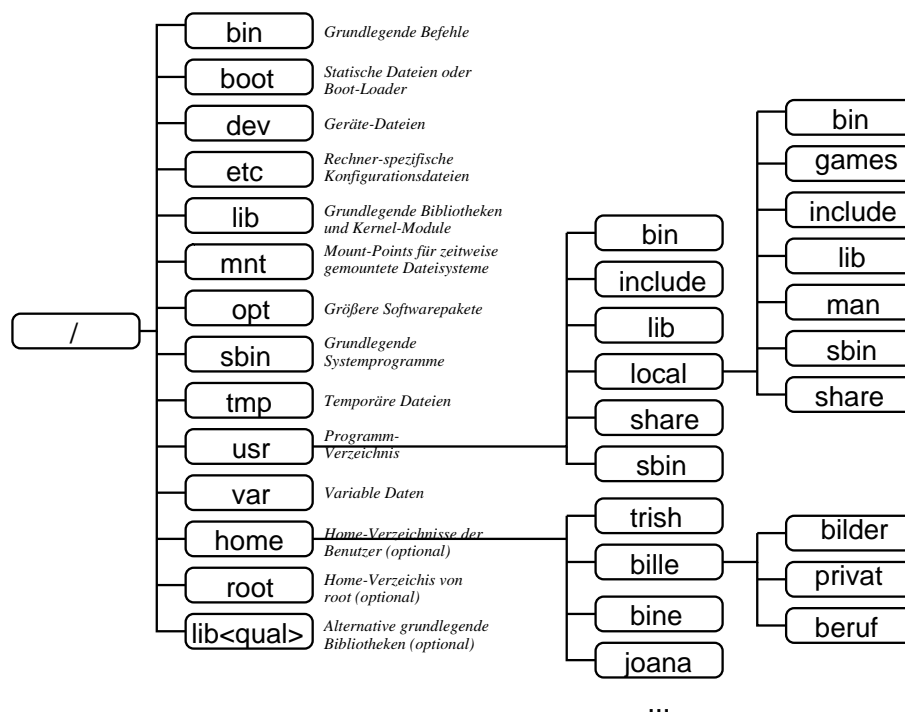 /
bin
Grundlegende Befehle
boot
Statische Dateien oder
Boot-Loader
dev
Geräte-Dateien
etc
Rechner-spezifische
Konfigurationsdateien
lib
Grundlegende Bibliotheken
und Kernel-Module
mnt
Mount-Points für zeitweise
gemountete Dateisysteme
opt
Größere Softwarepakete
sbin
Grundlegende
Systemprogramme
tmp
Temporäre Dateien
usr
Programm-
Verzeichnis
var
Variable Daten
home
Home-Verzeichnisse der
Benutzer (optional)
root
Home-Verzeichis von
root (optional)
lib<qual>
Alternative grundlegende
Bibliotheken (optional)
bin
include
lib
local
share
sbin
trish
bille
bine
joana
...
bin
games
include
lib
man
sbin
share
bilder
privat
beruf